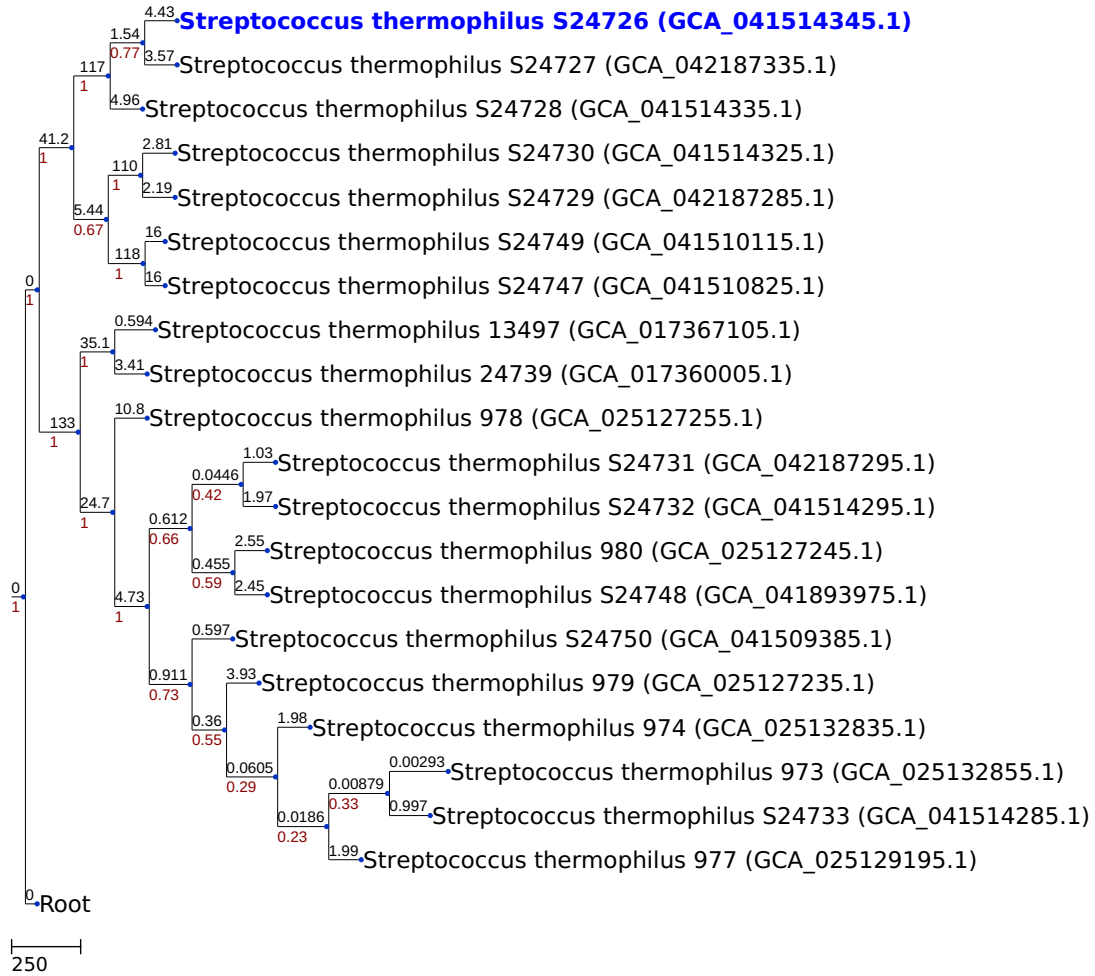 4.43 Streptococcus thermophilus S24726 (GCA_041514345.1)
1.54
0.77
3.57 Streptococcus thermophilus S24727 (GCA_042187335.1)
117
1
4.96 Streptococcus thermophilus S24728 (GCA_041514335.1)
41.2
1
2.81 Streptococcus thermophilus S24730 (GCA_041514325.1)
110
1
2.19 Streptococcus thermophilus S24729 (GCA_042187285.1)
5.44
0.67
16 Streptococcus thermophilus S24749 (GCA_041510115.1)
118
1
16 Streptococcus thermophilus S24747 (GCA_041510825.1)
0
1
0.594 Streptococcus thermophilus 13497 (GCA_017367105.1)
35.1
1
3.41 Streptococcus thermophilus 24739 (GCA_017360005.1)
133
1
10.8 Streptococcus thermophilus 978 (GCA_025127255.1)
1.03 Streptococcus thermophilus S24731 (GCA_042187295.1)
0.0446
0.42
1.97 Streptococcus thermophilus S24732 (GCA_041514295.1)
24.7
1
0.612
0.66
2.55 Streptococcus thermophilus 980 (GCA_025127245.1)
0.455
0.59
2.45 Streptococcus thermophilus S24748 (GCA_041893975.1)
0
1
4.73
1
0.597 Streptococcus thermophilus S24750 (GCA_041509385.1)
0.911
0.73
3.93 Streptococcus thermophilus 979 (GCA_025127235.1)
0.36
0.55
1.98 Streptococcus thermophilus 974 (GCA_025132835.1)
0.0605
0.29
0.00293 Streptococcus thermophilus 973 (GCA_025132855.1)
0.00879
0.33
0.997 Streptococcus thermophilus S24733 (GCA_041514285.1)
0.0186
0.23
1.99 Streptococcus thermophilus 977 (GCA_025129195.1)
0 Root
250